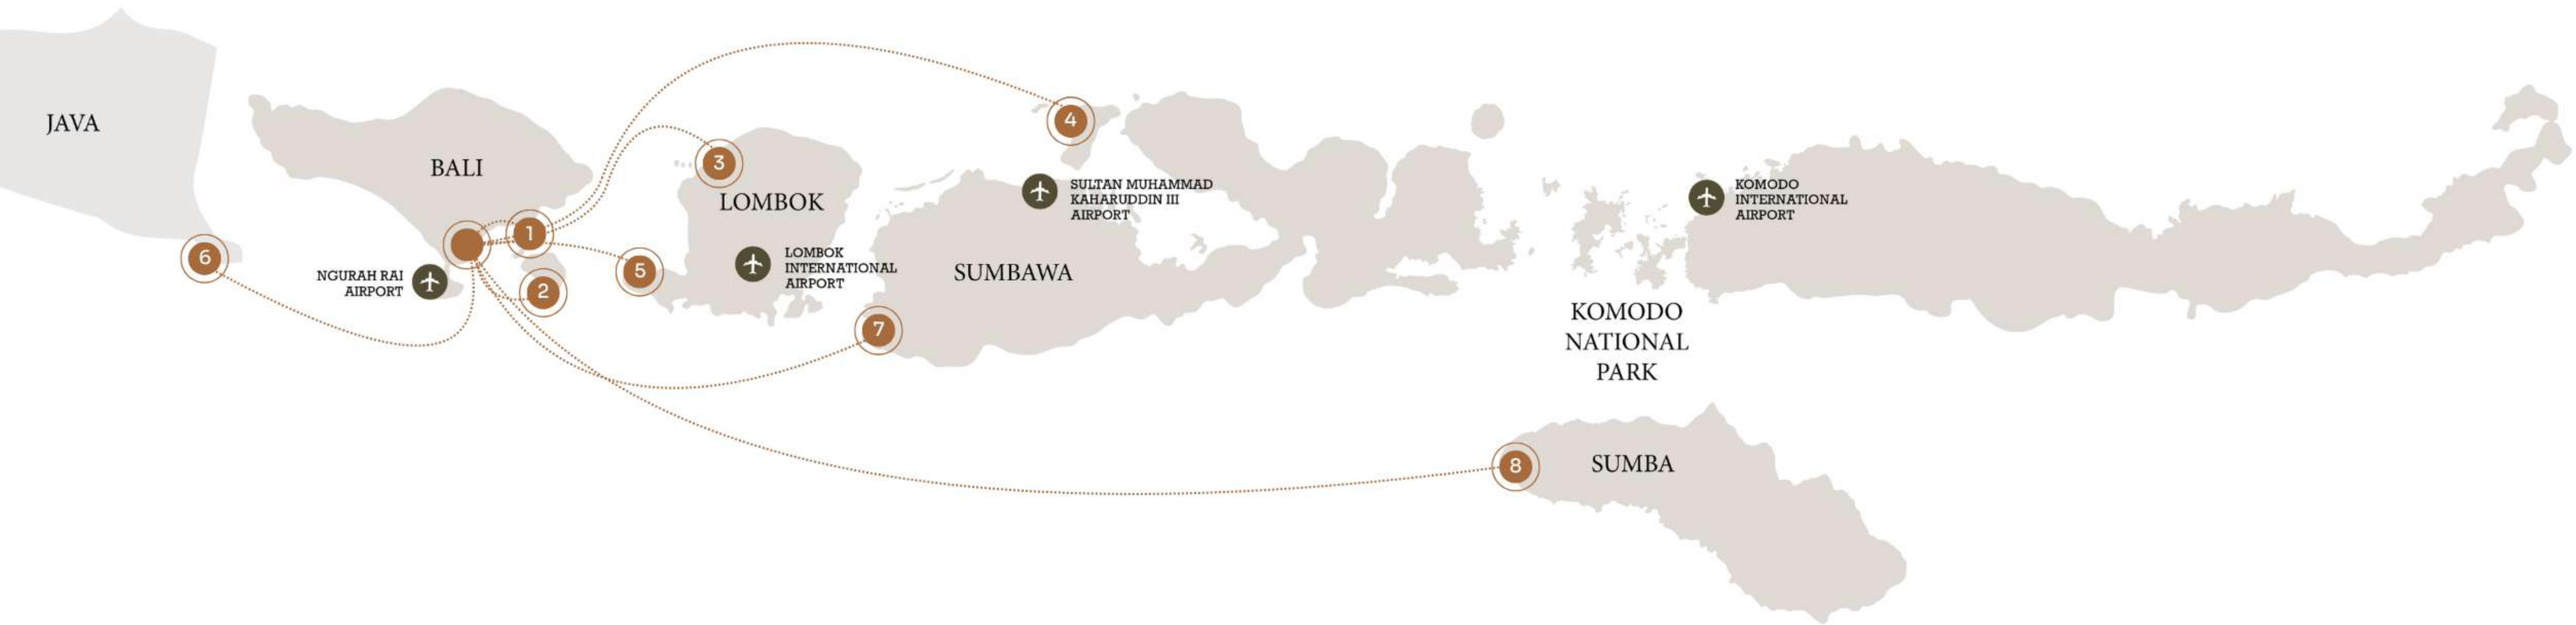 JAVA
BALI
LOMBOK
SUMBAWA
KOMODO
NATIONAL
PARK
SUMBA
NGURAH RAI
AIRPORT
LOMBOK
INTERNATIONAL
AIRPORT
SULTAN MUHAMMAD
KAHARUDDIN III
AIRPORT
KOMODO
INTERNATIONAL
AIRPORT
1
2
3
4
5
6
7
8